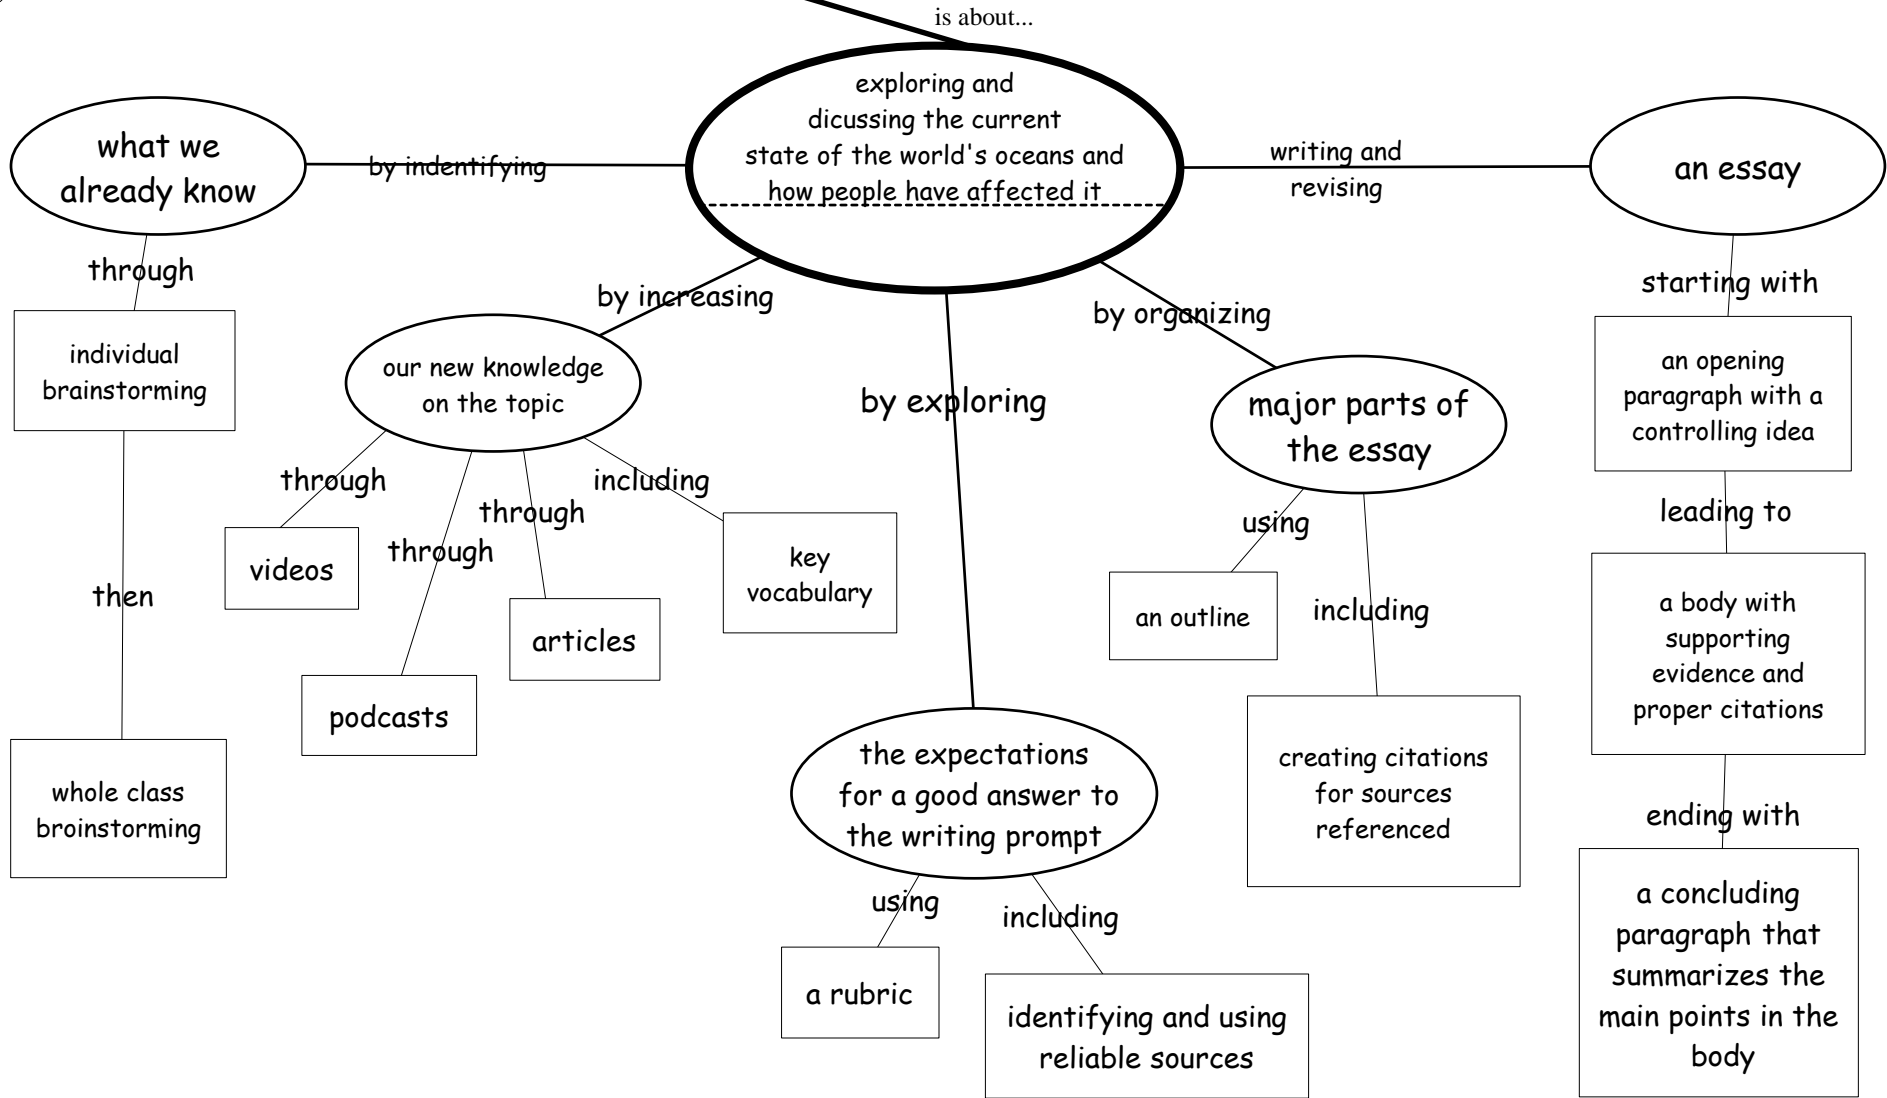 is about...
exploring and
dicussing the current
state of the world's oceans and
how people have affected it
what we
already know
by indentifying
writing and
revising
an essay
through
individual
brainstorming
then
whole class
broinstorming
by increasing
our new knowledge
on the topic
through
videos
through
podcasts
through
articles
including
key
vocabulary
by exploring
the expectations
for a good answer to
the writing prompt
using
a rubric
including
identifying and using
reliable sources
by organizing
major parts of
the essay
using
an outline
including
creating citations
for sources
referenced
starting with
an opening
paragraph with a
controlling idea
leading to
a body with
supporting
evidence and
proper citations
ending with
a concluding
paragraph that
summarizes the
main points in the
body